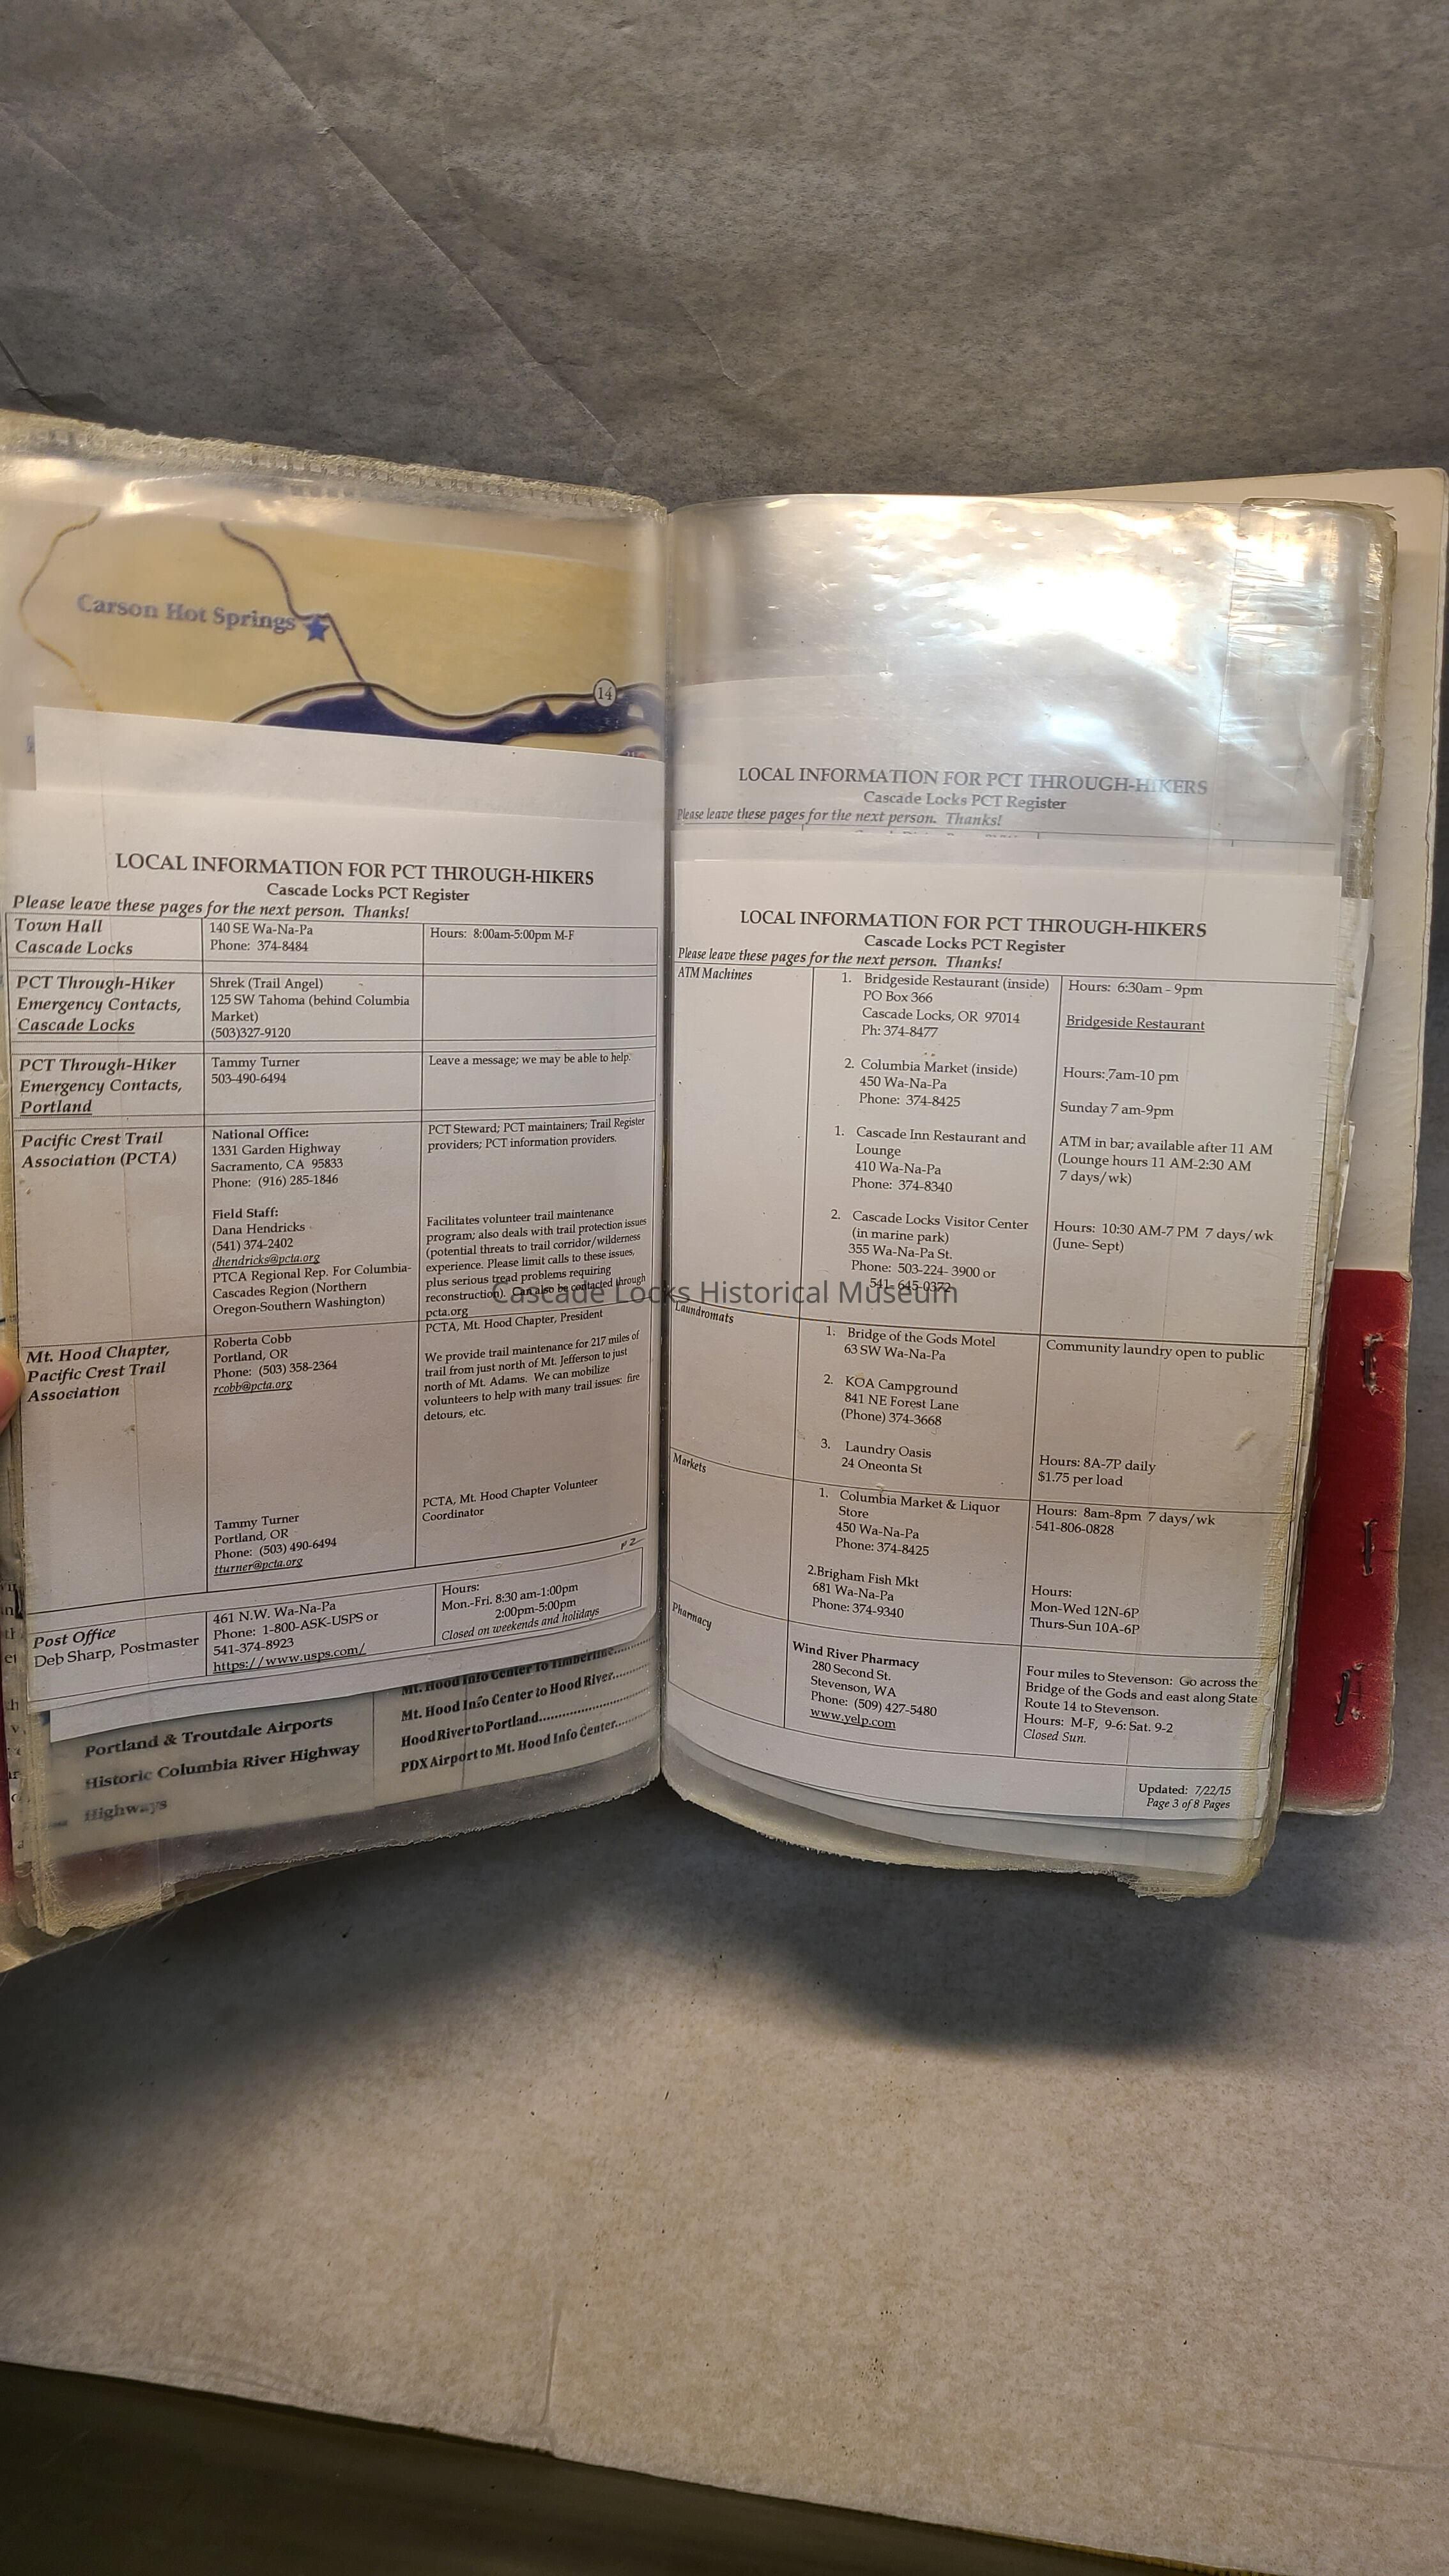 Carson Hot Springs
14
LOCAL INFORMATION FOR PCT THROUGH-HIKERS
Cascade Locks PCT Register
Please leave these pages for the next person. Thanks!
Town Hall
Cascade Locks
140 SE Wa-Na-Pa
Phone: 374-8484
Hours: 8:00am-5:00pm M-F
PCT Through-Hiker
Emergency Contacts,
Cascade Locks
Shrek (Trail Angel)
125 SW Tahoma (behind Columbia
Market)
(503)327-9120
PCT Through-Hiker
Emergency Contacts,
Portland
Tammy Turner
503-490-6494
Leave a message; we may be able to help.
Pacific Crest Trail
Association (PCTA)
National Office:
1331 Garden Highway
Sacramento, CA 95833
Phone: (916) 285-1846
PCT Steward; PCT maintainers; Trail Register
providers; PCT information providers.
Field Staff:
Dana Hendricks
(541) 374-2402
dhendricks@pcta.org
PTCA Regional Rep. For Columbia-
Cascades Region (Northern
Oregon-Southern Washington)
Facilitates volunteer trail maintenance
program; also deals with trail protection issues
(potential threats to trail corridor/wilderness
experience. Please limit calls to these issues,
plus serious tread problems requiring
reconstruction). Can also be contacted through
pcta.org
Mt. Hood Chapter,
Pacific Crest Trail
Association
Roberta Cobb
Portland, OR
Phone: (503) 358-2364
rcobb@pcta.org
PCTA, Mt. Hood Chapter, President
We provide trail maintenance for 217 miles of
trail from just north of Mt. Jefferson to just
north of Mt. Adams. We can mobilize
volunteers to help with many trail issues: fire
detours, etc.
Tammy Turner
Portland, OR
Phone: (503) 490-6494
tturner@pcta.org
PCTA, Mt. Hood Chapter Volunteer
Coordinator
Post Office
Deb Sharp, Postmaster
461 N.W. Wa-Na-Pa
Phone: 1-800-ASK-USPS or
541-374-8923
https://www.usps.com/
Hours:
Mon.-Fri. 8:30 am-1:00pm
2:00pm-5:00pm
Closed on weekends and holidays
Portland & Troutdale Airports
Historic Columbia River Highway
Highways
Mt. Hood Info Center To Timberline
Mt. Hood Info Center to Hood River
Hood River to Portland
PDX Airport to Mt. Hood Info Center
LOCAL INFORMATION FOR PCT THROUGH-HIKERS
Cascade Locks PCT Register
Please leave these pages for the next person. Thanks!
LOCAL INFORMATION FOR PCT THROUGH-HIKERS
Cascade Locks PCT Register
Please leave these pages for the next person. Thanks!
ATM Machines
1. Bridgeside Restaurant (inside)
PO Box 366
Cascade Locks, OR 97014
Ph: 374-8477
Hours: 6:30am - 9pm
Bridgeside Restaurant
2. Columbia Market (inside)
450 Wa-Na-Pa
Phone: 374-8425
Hours: 7am-10 pm
Sunday 7 am-9pm
1. Cascade Inn Restaurant and
Lounge
410 Wa-Na-Pa
Phone: 374-8340
ATM in bar; available after 11 AM
(Lounge hours 11 AM-2:30 AM
7 days/wk)
2. Cascade Locks Visitor Center
(in marine park)
355 Wa-Na-Pa St.
Phone: 503-224-3900 or
541-645-0372
Hours: 10:30 AM-7 PM 7 days/wk
(June-Sept)
Laundromats
1. Bridge of the Gods Motel
63 SW Wa-Na-Pa
Community laundry open to public
2. KOA Campground
841 NE Forest Lane
(Phone) 374-3668
3. Laundry Oasis
24 Oneonta St
Hours: 8A-7P daily
$1.75 per load
Markets
1. Columbia Market & Liquor
Store
450 Wa-Na-Pa
Phone: 374-8425
Hours: 8am-8pm 7 days/wk
541-806-0828
2.Brigham Fish Mkt
681 Wa-Na-Pa
Phone: 374-9340
Hours:
Mon-Wed 12N-6P
Thurs-Sun 10A-6P
Pharmacy
Wind River Pharmacy
280 Second St.
Stevenson, WA
Phone: (509) 427-5480
www.yelp.com
Four miles to Stevenson: Go across the
Bridge of the Gods and east along State
Route 14 to Stevenson.
Hours: M-F, 9-6: Sat. 9-2
Closed Sun.
Updated: 7/22/15
Page 3 of 8 Pages
Cascade Locks Historical Museum